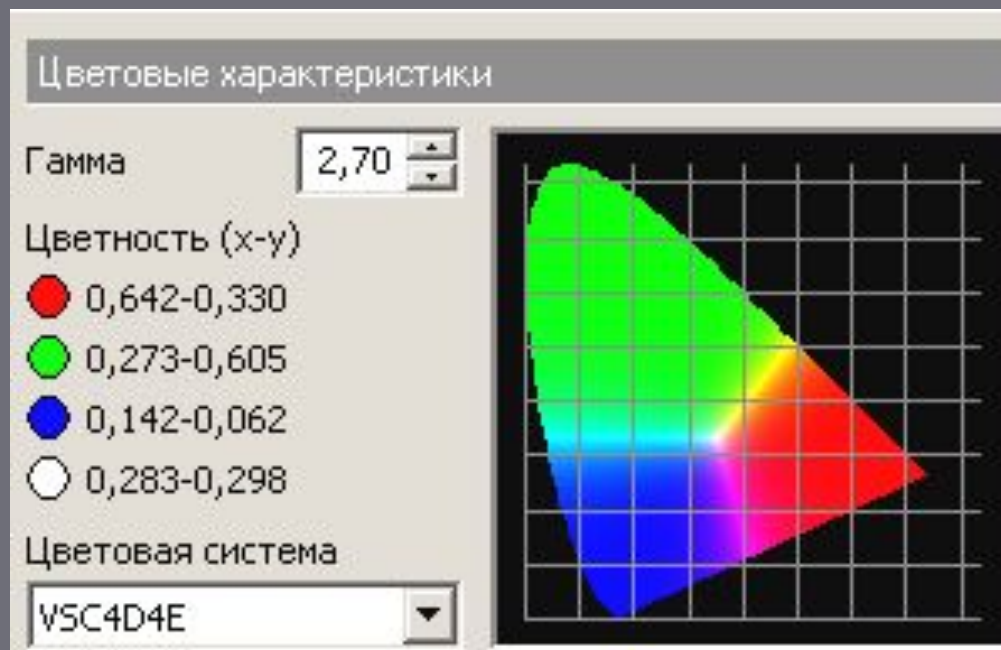 Цветовые характеристики
Гамма 2,70
Цветность (x-y)
0,642-0,330
0,273-0,605
0,142-0,062
0,283-0,298
Цветовая система
VSC4D4E